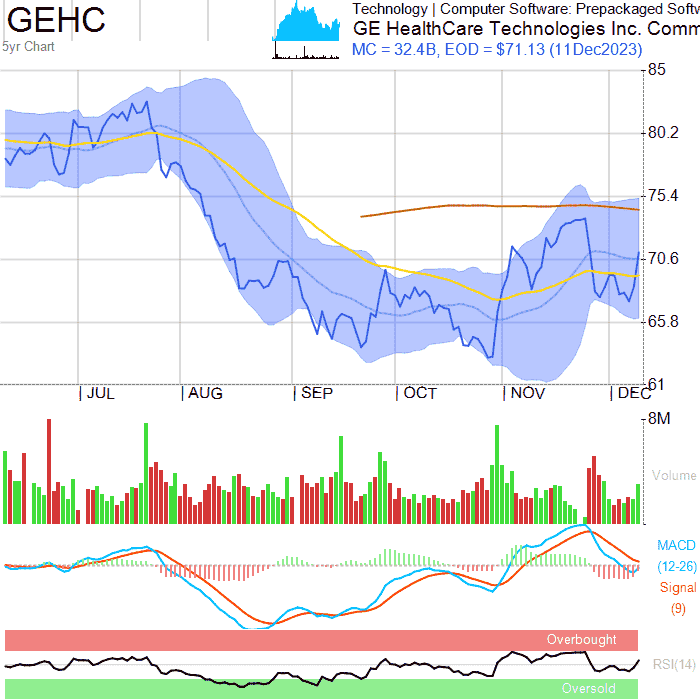 GEHC
5yr Chart
Technology | Computer Software: Prepackaged Softw
GE HealthCare Technologies Inc. Comm
MC = 32.4B, EOD = $71.13 (11Dec2023)
85
80.2
75.4
70.6
65.8
61
JUL AUG SEP OCT NOV DEC
8M
Volume
MACD
(12-26)
Signal
(9)
Overbought
RSI(14)
Oversold